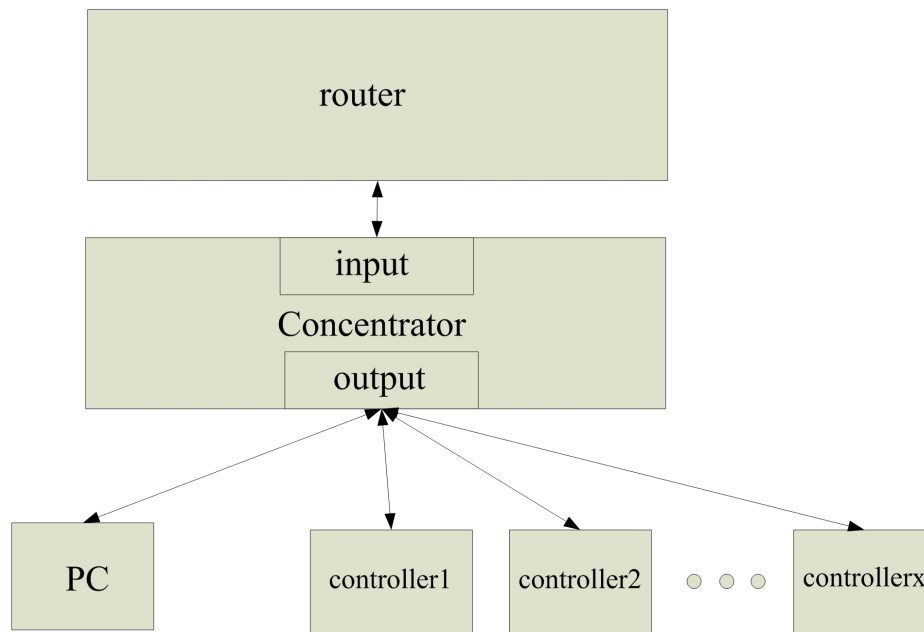 router
input
Concentrator
output
PC
controller1
controller2
controllerx